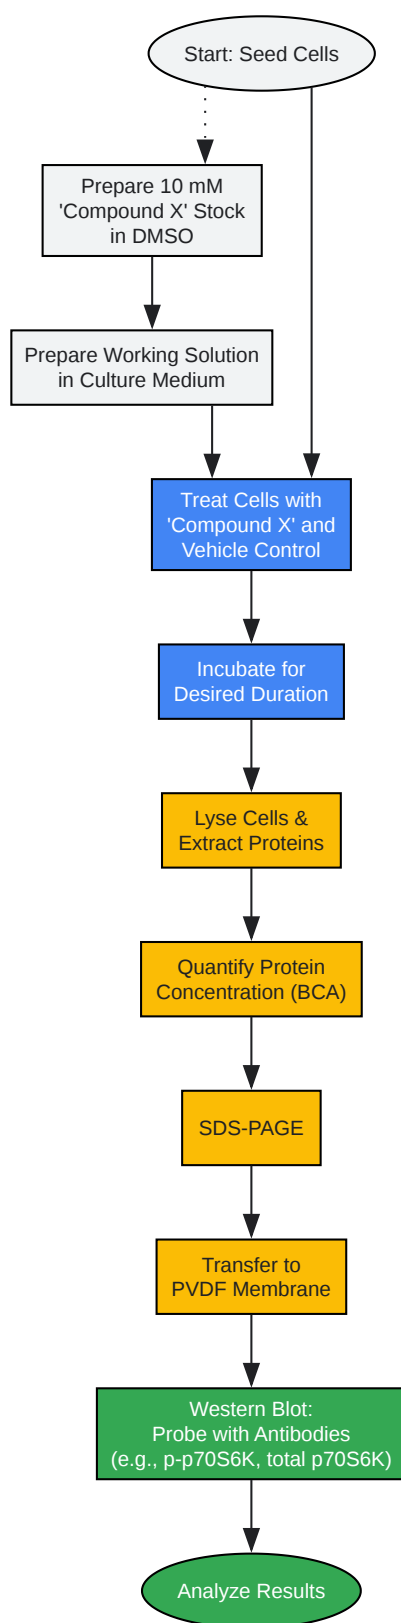 Start: Seed Cells
Prepare 10 mM
'Compound X' Stock
in DMSO
Prepare Working Solution
in Culture Medium
Treat Cells with
'Compound X' and
Vehicle Control
Incubate for
Desired Duration
Lyse Cells &
Extract Proteins
Quantify Protein
Concentration (BCA)
SDS-PAGE
Transfer to
PVDF Membrane
Western Blot:
Probe with Antibodies
(e.g., p-p70S6K, total p70S6K)
Analyze Results